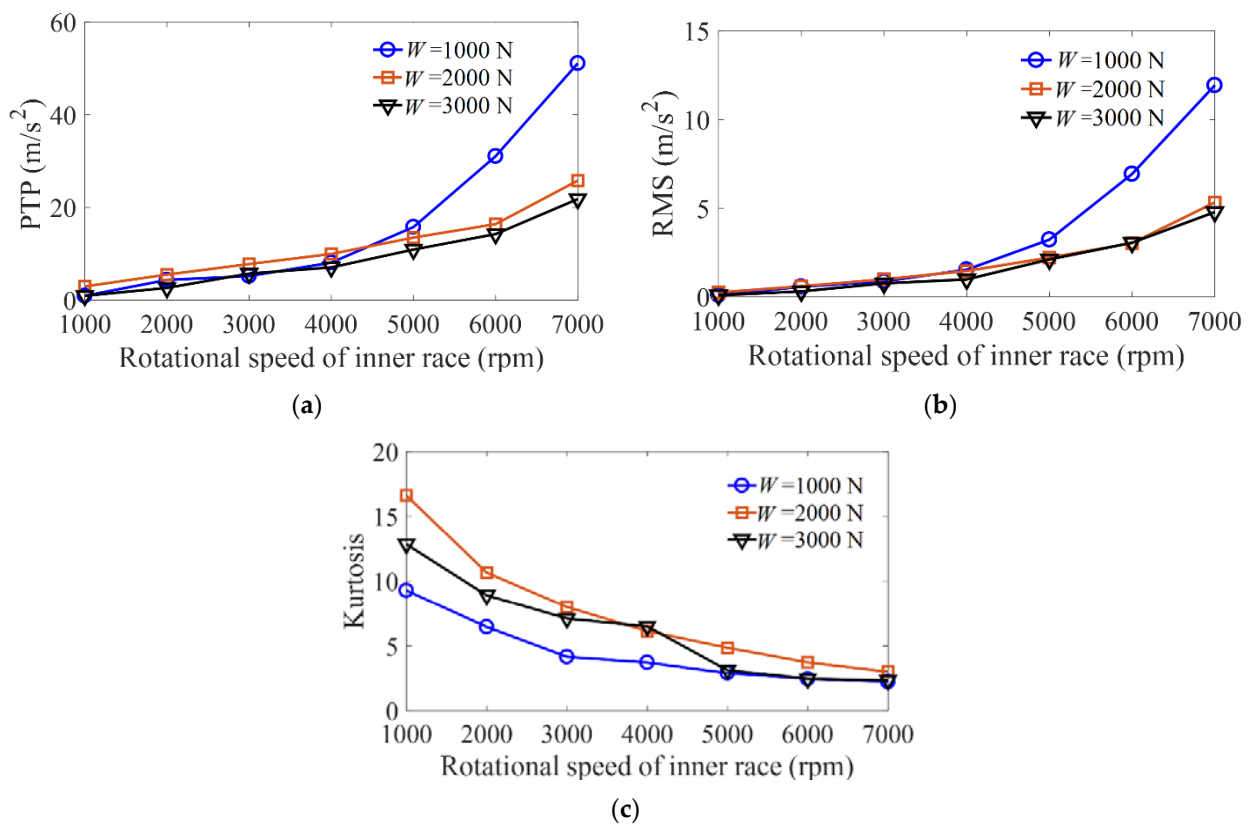 60
40
20
0
PTP (m/s²)
W=1000 N
W=2000 N
W=3000 N
1000 2000 3000 4000 5000 6000 7000
Rotational speed of inner race (rpm)
(a)
15
10
5
0
RMS (m/s²)
W=1000 N
W=2000 N
W=3000 N
1000 2000 3000 4000 5000 6000 7000
Rotational speed of inner race (rpm)
(b)
20
15
10
5
0
Kurtosis
W=1000 N
W=2000 N
W=3000 N
1000 2000 3000 4000 5000 6000 7000
Rotational speed of inner race (rpm)
(c)